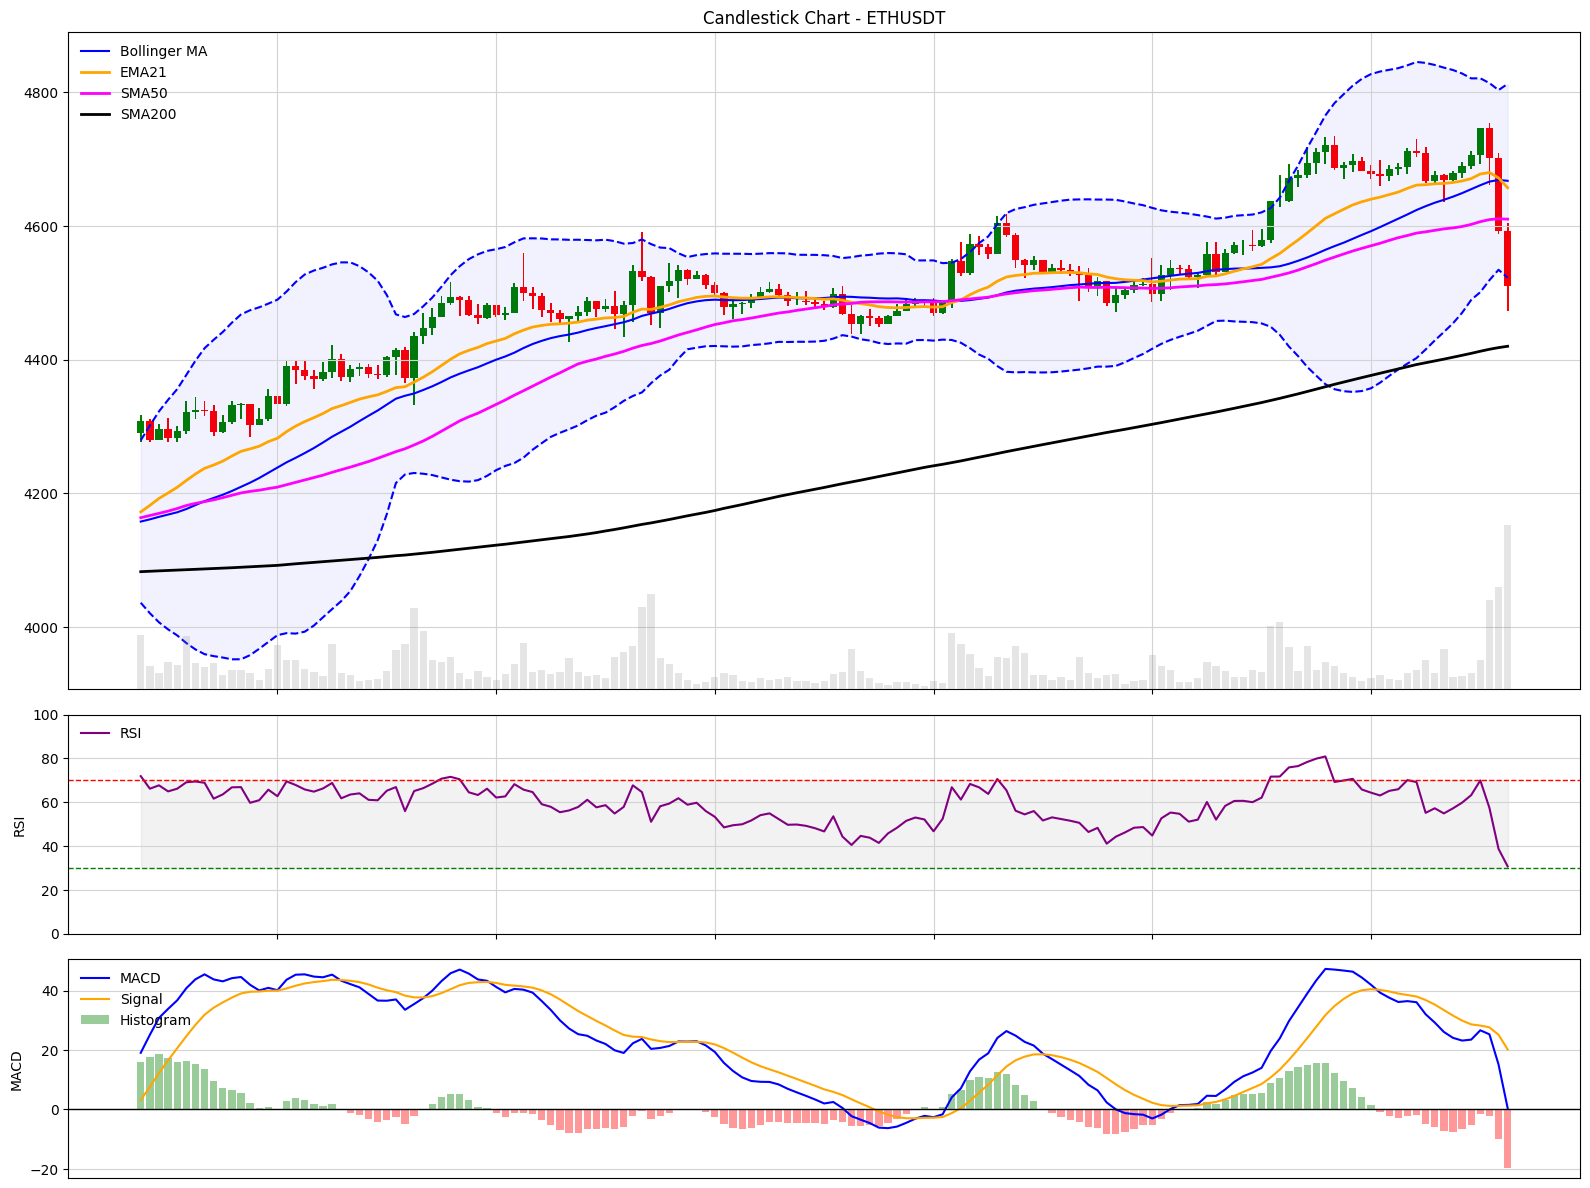 Candlestick Chart - ETHUSDT
Bollinger MA
EMA21
SMA50
SMA200
4800
4600
4400
4200
4000
RSI
100
80
60
40
20
0
RSI
MACD
Signal
Histogram
40
20
0
−20
MACD